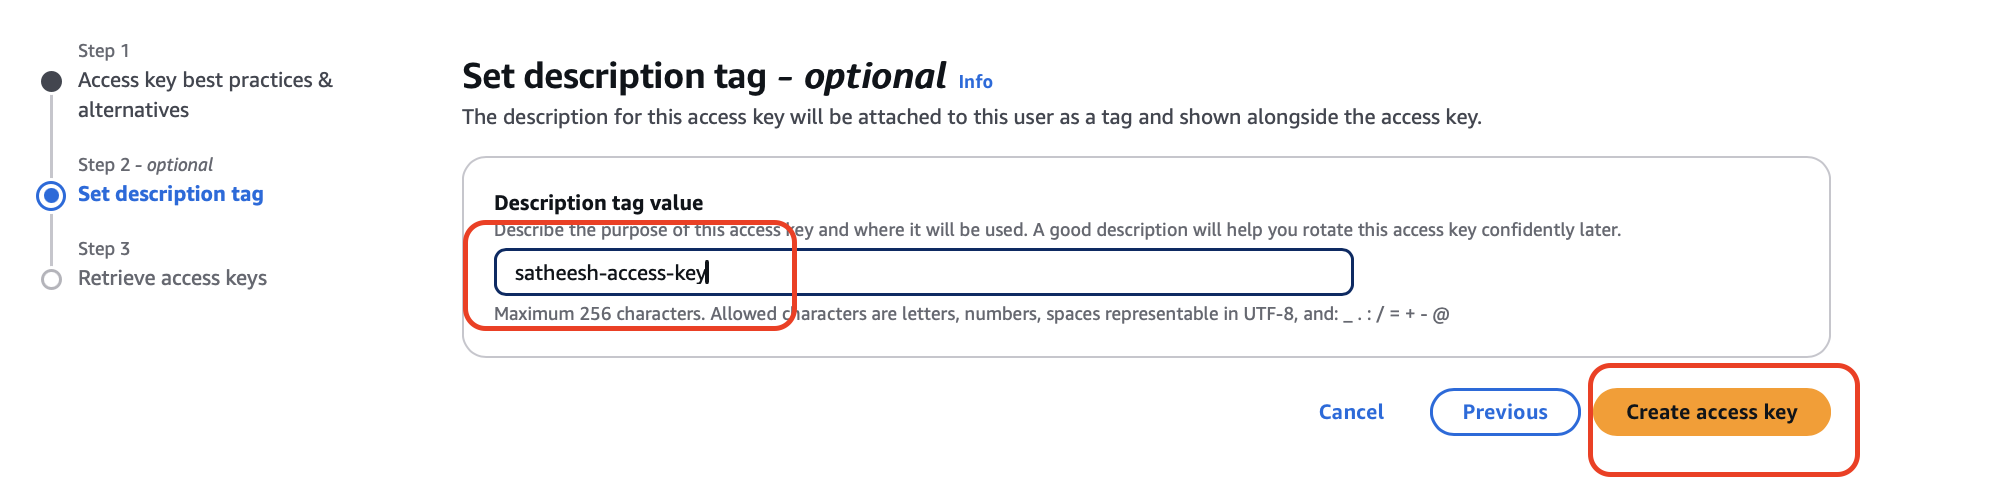 Step 1
Access key best practices &
alternatives
Step 2 - optional
Set description tag
Step 3
Retrieve access keys
Set description tag - optional Info
The description for this access key will be attached to this user as a tag and shown alongside the access key.
Description tag value
Describe the purpose of this access key and where it will be used. A good description will help you rotate this access key confidently later.
satheesh-access-key
Maximum 256 characters. Allowed characters are letters, numbers, spaces representable in UTF-8, and: _ . : / = + - @
Cancel Previous Create access key